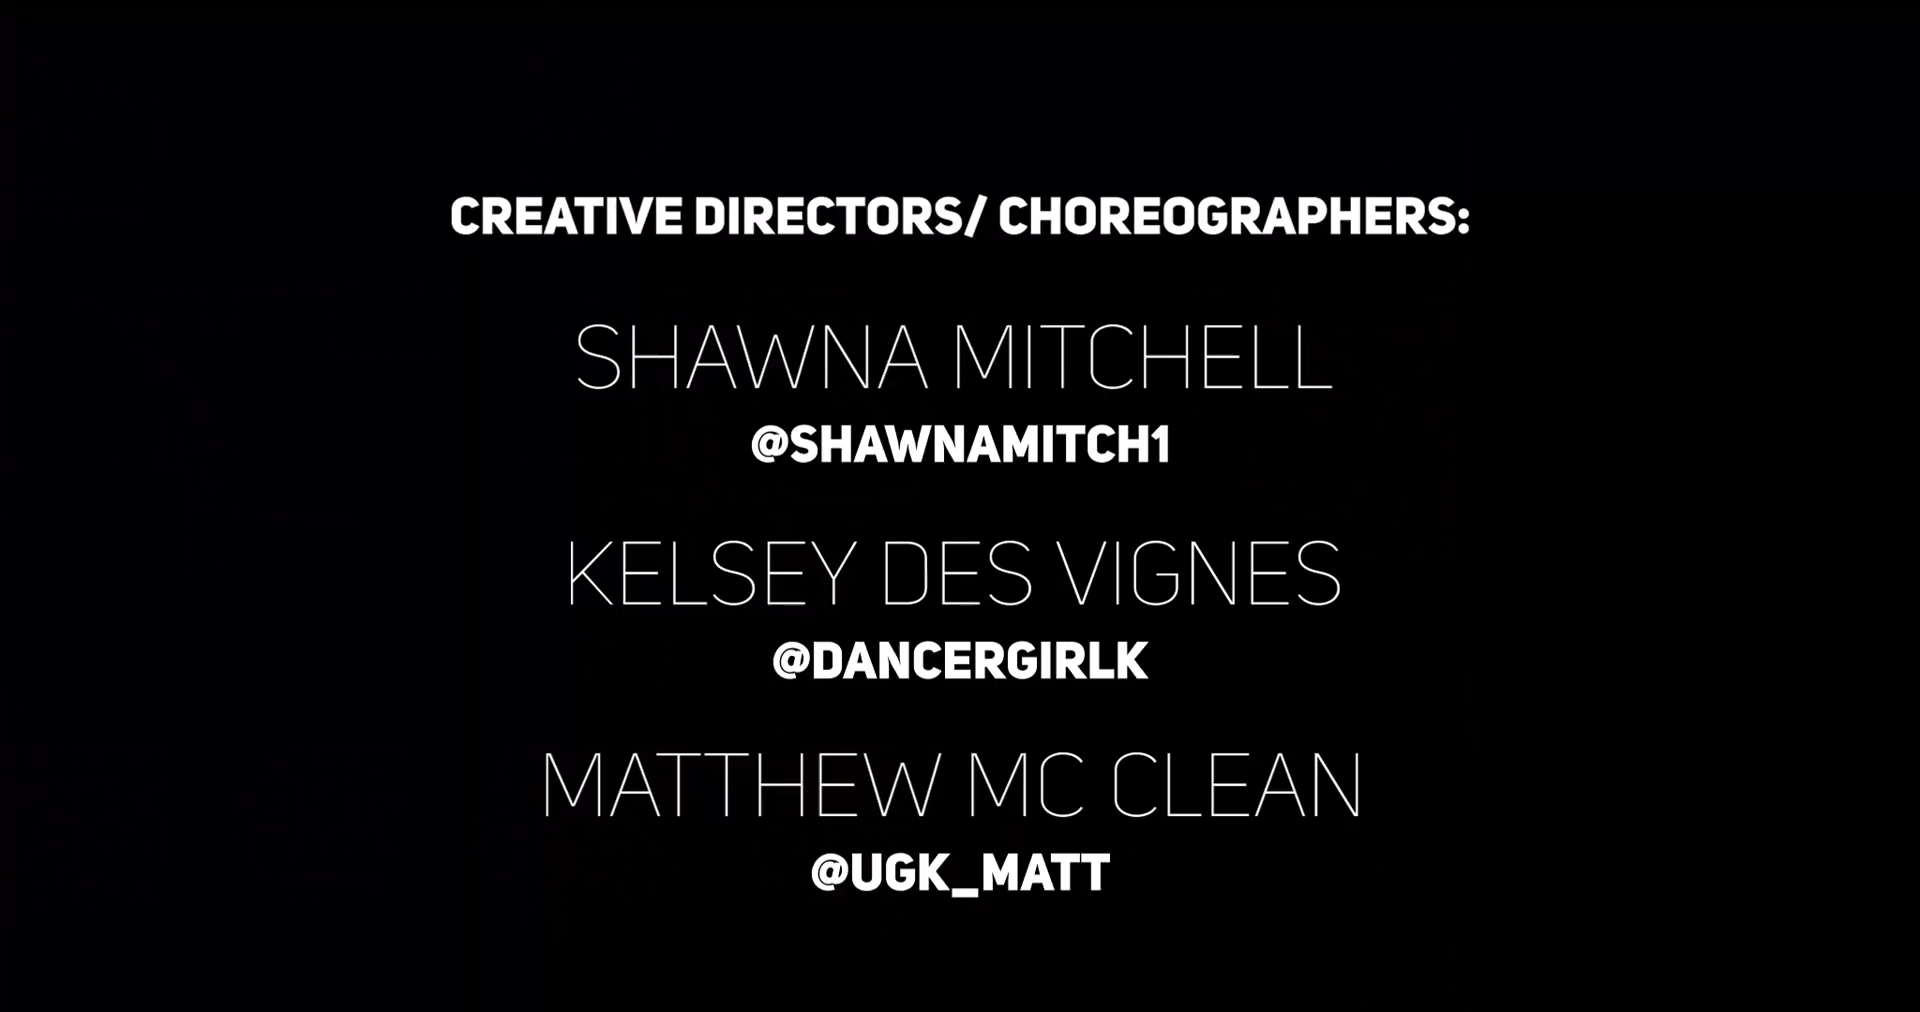 CREATIVE DIRECTORS/ CHOREOGRAPHERS:
SHAWNA MITCHELL
@SHAWNAMITCH1
KELSEY DES VIGNES
@DANCERGIRLK
MATTHEW MC CLEAN
@UGK_MATT